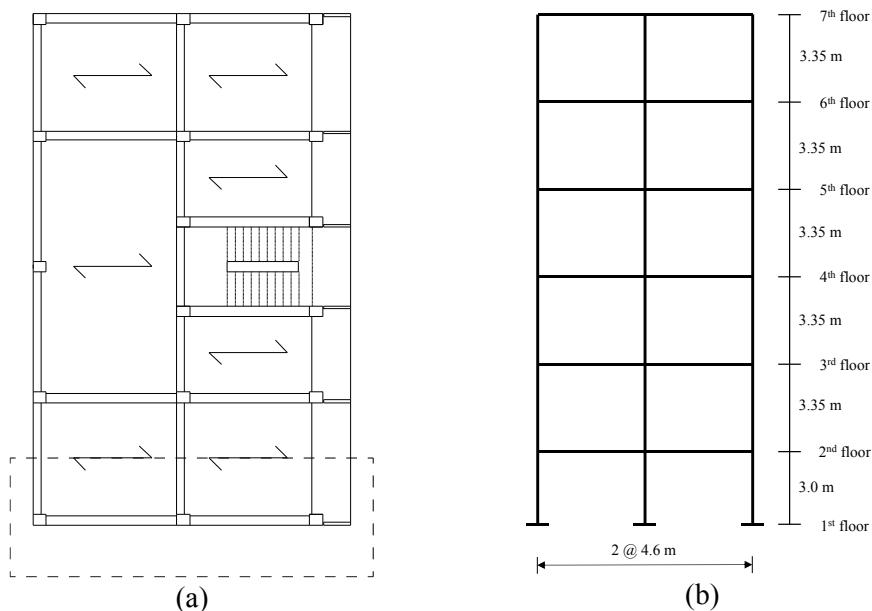 7th floor
3.35 m
6th floor
3.35 m
5th floor
3.35 m
4th floor
3.35 m
3rd floor
3.35 m
2nd floor
3.0 m
1st floor
2 @ 4.6 m
(a)
(b)